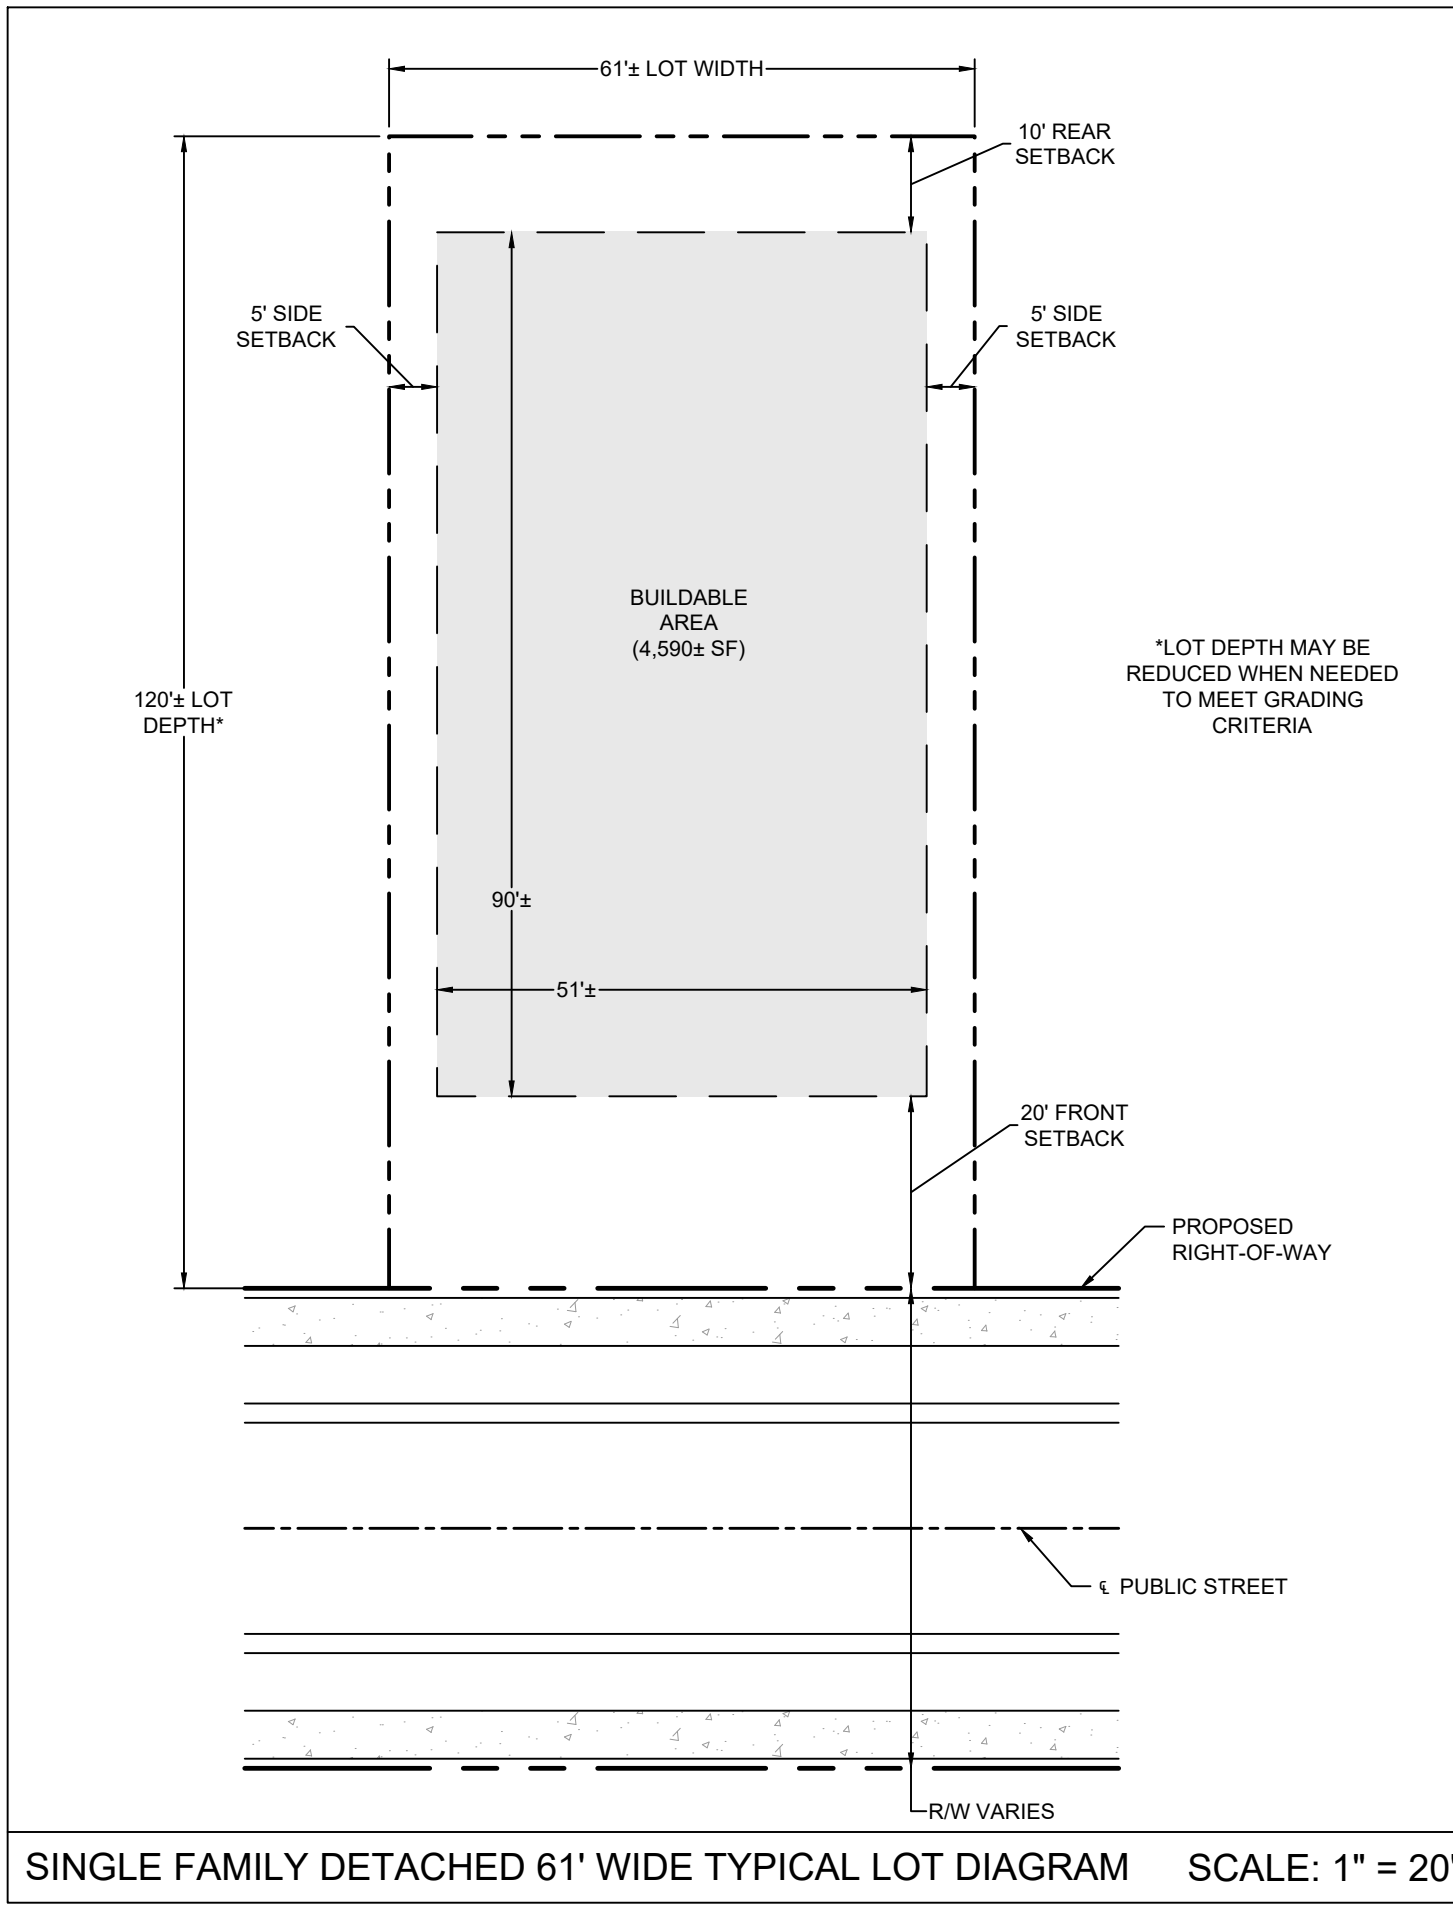 61'± LOT WIDTH
10' REAR
SETBACK
5' SIDE
SETBACK
5' SIDE
SETBACK
BUILDABLE
AREA
(4,590± SF)
*LOT DEPTH MAY BE
REDUCED WHEN NEEDED
TO MEET GRADING
CRITERIA
120'± LOT
DEPTH*
90'±
51'±
20' FRONT
SETBACK
PROPOSED
RIGHT-OF-WAY
℄ PUBLIC STREET
R/W VARIES
SINGLE FAMILY DETACHED 61' WIDE TYPICAL LOT DIAGRAM SCALE: 1" = 20'